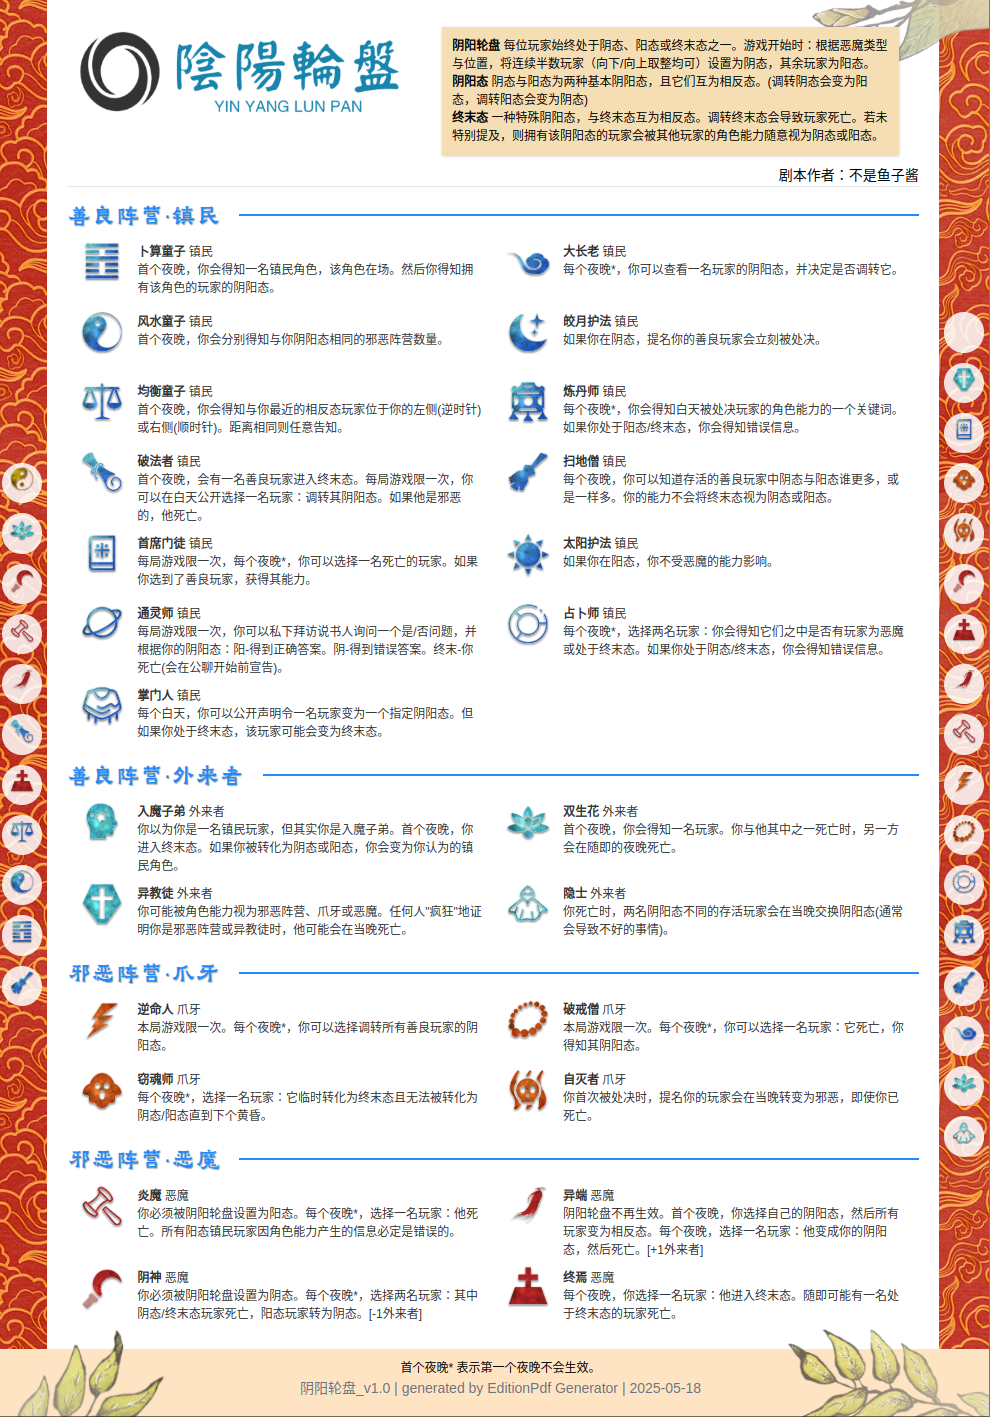 陰陽輪盤
YIN YANG LUN PAN
阴阳轮盘 每位玩家始终处于阴态、阳态或终末态之一。游戏开始时：根据恶魔类型
与位置，将连续半数玩家（向下/向上取整均可）设置为阴态，其余玩家为阳态。
阴阳态 阴态与阳态为两种基本阴阳态，且它们互为相反态。(调转阴态会变为阳
态，调转阳态会变为阴态)
终末态 一种特殊阴阳态，与终末态互为相反态。调转终末态会导致玩家死亡。若未
特别提及，则拥有该阴阳态的玩家会被其他玩家的角色能力随意视为阴态或阳态。
剧本作者：不是鱼子酱
善良阵营·镇民
卜算童子 镇民
首个夜晚，你会得知一名镇民角色，该角色在场。然后你得知拥
有该角色的玩家的阴阳态。
大长老 镇民
每个夜晚*，你可以查看一名玩家的阴阳态，并决定是否调转它。
风水童子 镇民
首个夜晚，你会分别得知与你阴阳态相同的邪恶阵营数量。
皎月护法 镇民
如果你在阴态，提名你的善良玩家会立刻被处决。
均衡童子 镇民
首个夜晚，你会得知与你最近的相反态玩家位于你的左侧(逆时针)
或右侧(顺时针)。距离相同则任意告知。
炼丹师 镇民
每个夜晚*，你会得知白天被处决玩家的角色能力的一个关键词。
如果你处于阳态/终末态，你会得知错误信息。
破法者 镇民
首个夜晚，会有一名善良玩家进入终末态。每局游戏限一次，你
可以在白天公开选择一名玩家：调转其阴阳态。如果他是邪恶
的，他死亡。
扫地僧 镇民
每个夜晚，你可以知道存活的善良玩家中阴态与阳态谁更多，或
是一样多。你的能力不会将终末态视为阴态或阳态。
首席门徒 镇民
每局游戏限一次，每个夜晚*，你可以选择一名死亡的玩家。如果
你选到了善良玩家，获得其能力。
太阳护法 镇民
如果你在阳态，你不受恶魔的能力影响。
通灵师 镇民
每局游戏限一次，你可以私下拜访说书人询问一个是/否问题，并
根据你的阴阳态：阳-得到正确答案。阴-得到错误答案。终末-你
死亡(会在公聊开始前宣告)。
占卜师 镇民
每个夜晚*，选择两名玩家：你会得知它们之中是否有玩家为恶魔
或处于终末态。如果你处于阴态/终末态，你会得知错误信息。
掌门人 镇民
每个白天，你可以公开声明令一名玩家变为一个指定阴阳态。但
如果你处于终末态，该玩家可能会变为终末态。
善良阵营·外来者
入魔子弟 外来者
你以为你是一名镇民玩家，但其实你是入魔子弟。首个夜晚，你
进入终末态。如果你被转化为阴态或阳态，你会变为你认为的镇
民角色。
双生花 外来者
首个夜晚，你会得知一名玩家。你与他其中之一死亡时，另一方
会在随即的夜晚死亡。
异教徒 外来者
你可能被角色能力视为邪恶阵营、爪牙或恶魔。任何人"疯狂"地证
明你是邪恶阵营或异教徒时，他可能会在当晚死亡。
隐士 外来者
你死亡时，两名阴阳态不同的存活玩家会在当晚交换阴阳态(通常
会导致不好的事情)。
邪恶阵营·爪牙
逆命人 爪牙
本局游戏限一次。每个夜晚*，你可以选择调转所有善良玩家的阴
阳态。
破戒僧 爪牙
本局游戏限一次。每个夜晚*，你可以选择一名玩家：它死亡，你
得知其阴阳态。
窃魂师 爪牙
每个夜晚*，选择一名玩家：它临时转化为终末态且无法被转化为
阴态/阳态直到下个黄昏。
自灭者 爪牙
你首次被处决时，提名你的玩家会在当晚转变为邪恶，即使你已
死亡。
邪恶阵营·恶魔
炎魔 恶魔
你必须被阴阳轮盘设置为阳态。每个夜晚*，选择一名玩家：他死
亡。所有阳态镇民玩家因角色能力产生的信息必定是错误的。
异端 恶魔
阴阳轮盘不再生效。首个夜晚，你选择自己的阴阳态，然后所有
玩家变为相反态。每个夜晚，选择一名玩家：他变成你的阴阳
态，然后死亡。[+1外来者]
阴神 恶魔
你必须被阴阳轮盘设置为阴态。每个夜晚*，选择两名玩家：其中
阴态/终末态玩家死亡，阳态玩家转为阴态。[-1外来者]
终焉 恶魔
每个夜晚，你选择一名玩家：他进入终末态。随即可能有一名处
于终末态的玩家死亡。
首个夜晚* 表示第一个夜晚不会生效。
阴阳轮盘_v1.0 | generated by EditionPdf Generator | 2025-05-18